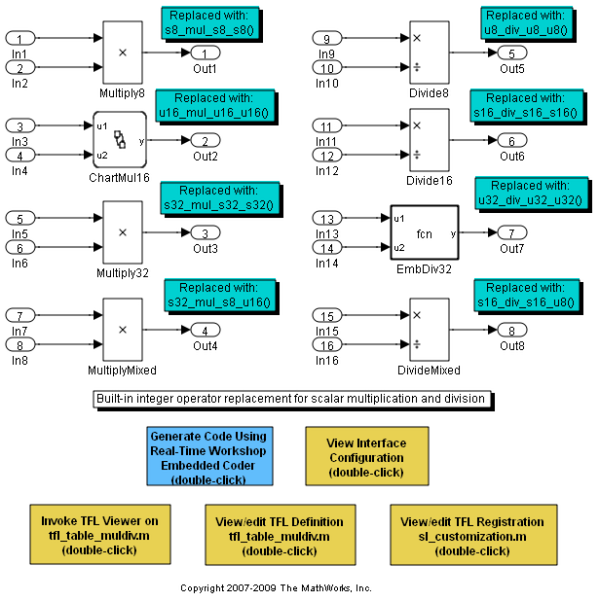 Replaced with:
s8_mul_s8_s8()
1
In1
2
In2
×
Multiply8
1
Out1
Replaced with:
u8_div_u8_u8()
9
In9
10
In10
×
÷
Divide8
5
Out5
Replaced with:
u16_mul_u16_u16()
3
In3
4
In4
u1
u2
y
ChartMul16
2
Out2
Replaced with:
s16_div_s16_s16()
11
In11
12
In12
×
÷
Divide16
6
Out6
Replaced with:
s32_mul_s32_s32()
5
In5
6
In6
×
Multiply32
3
Out3
Replaced with:
u32_div_u32_u32()
13
In13
14
In14
u1
u2
fcn
y
EmbDiv32
7
Out7
Replaced with:
s32_mul_s8_u16()
7
In7
8
In8
×
MultiplyMixed
4
Out4
Replaced with:
s16_div_s16_u8()
15
In15
16
In16
×
÷
DivideMixed
8
Out8
Built-in integer operator replacement for scalar multiplication and division
Generate Code Using
Real-Time Workshop
Embedded Coder
(double-click)
View Interface
Configuration
(double-click)
Invoke TFL Viewer on
tfl_table_muldiv.m
(double-click)
View/edit TFL Definition
tfl_table_muldiv.m
(double-click)
View/edit TFL Registration
sl_customization.m
(double-click)
Copyright 2007-2009 The MathWorks, Inc.